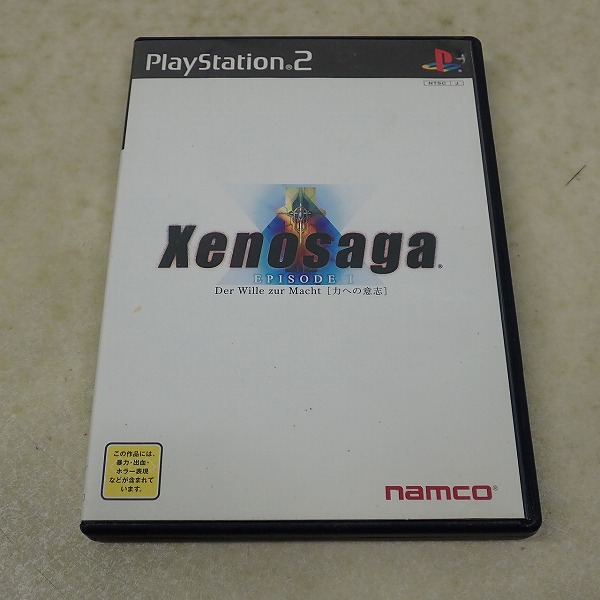 PlayStation®2
NTSC J
Xenosaga®
EPISODE I
Der Wille zur Macht [力への意志]
この作品には、
暴力・出血・
ホラー表現
などが含まれて
います。
namco®